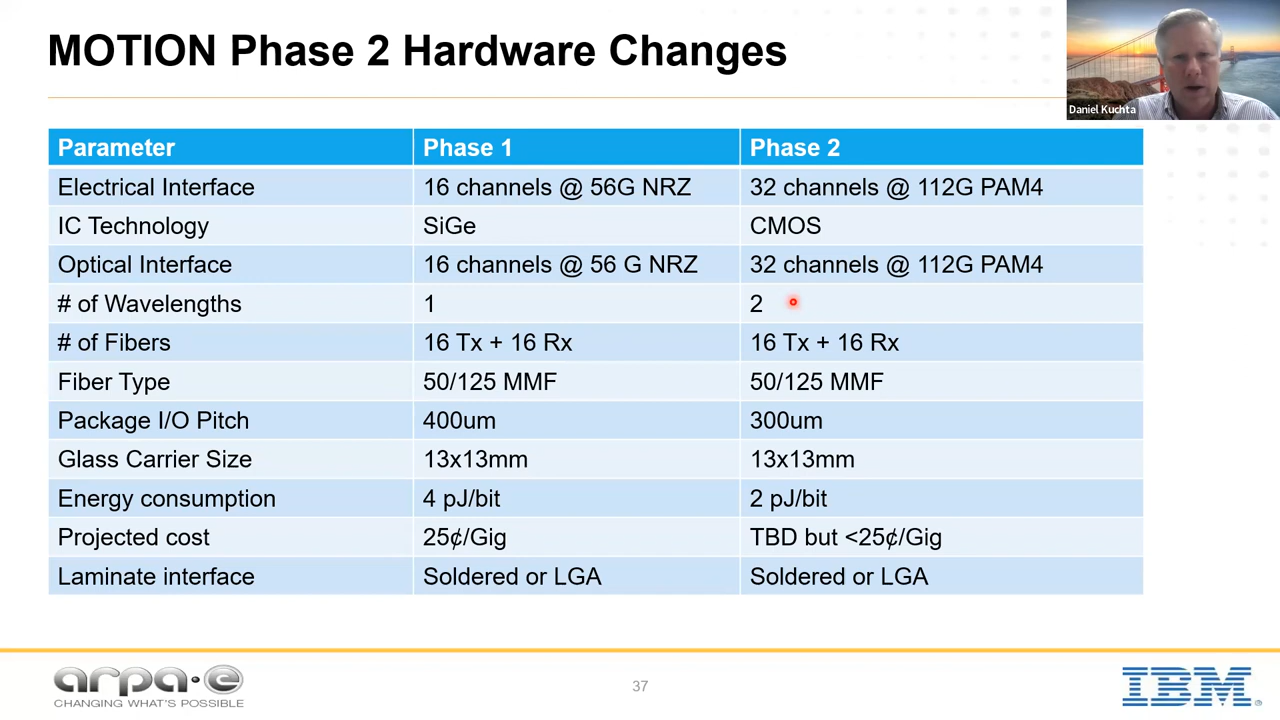 MOTION Phase 2 Hardware Changes
Daniel Kuchta
Parameter Phase 1 Phase 2
Electrical Interface 16 channels @ 56G NRZ 32 channels @ 112G PAM4
IC Technology SiGe CMOS
Optical Interface 16 channels @ 56 G NRZ 32 channels @ 112G PAM4
# of Wavelengths 1 2
# of Fibers 16 Tx + 16 Rx 16 Tx + 16 Rx
Fiber Type 50/125 MMF 50/125 MMF
Package I/O Pitch 400um 300um
Glass Carrier Size 13x13mm 13x13mm
Energy consumption 4 pJ/bit 2 pJ/bit
Projected cost 25¢/Gig TBD but <25¢/Gig
Laminate interface Soldered or LGA Soldered or LGA
arpa·e
CHANGING WHAT'S POSSIBLE
37
IBM®